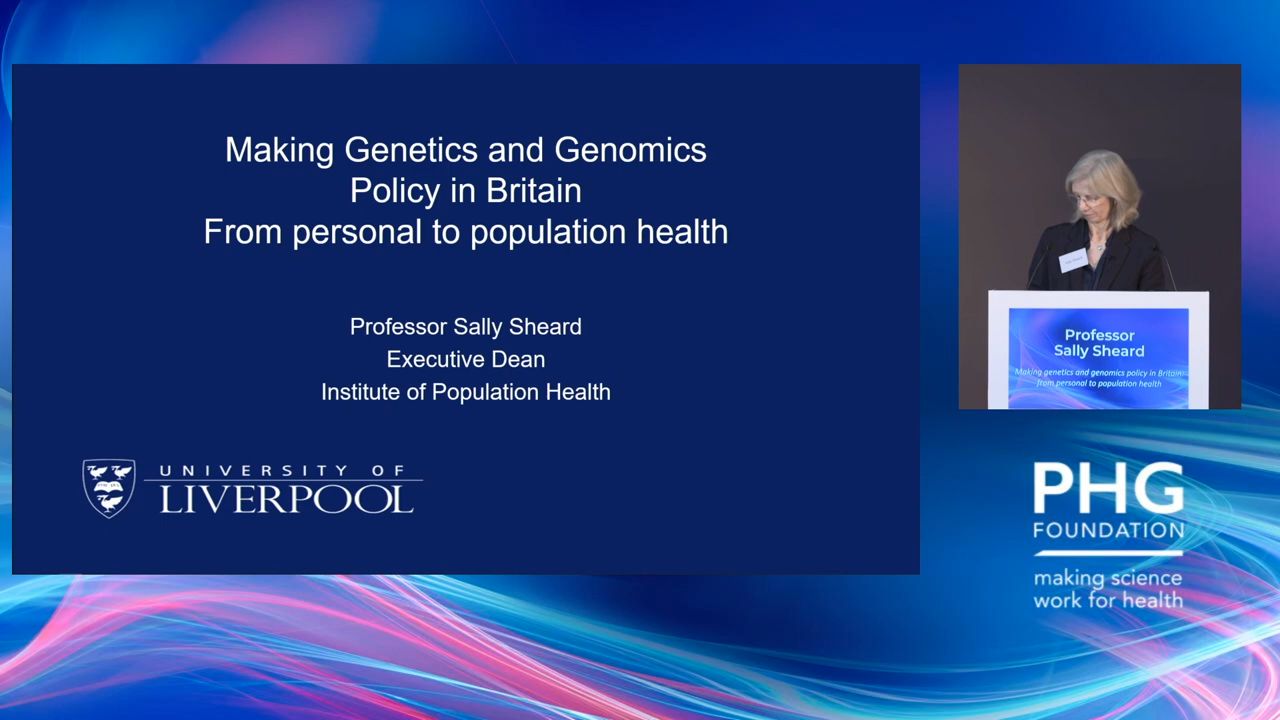 Making Genetics and Genomics
Policy in Britain
From personal to population health
Professor Sally Sheard
Executive Dean
Institute of Population Health
UNIVERSITY OF
LIVERPOOL
Professor
Sally Sheard
Making genetics and genomics policy in Britain:
from personal to population health
PHG
FOUNDATION
making science
work for health